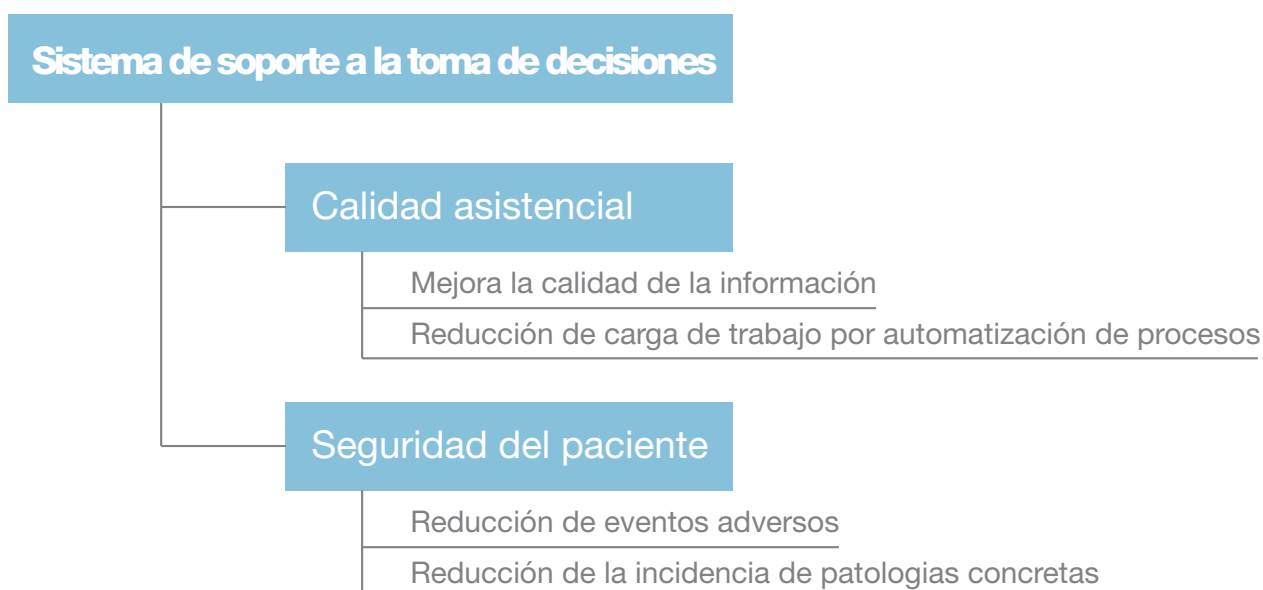 Sistema de soporte a la toma de decisiones
Calidad asistencial
Mejora la calidad de la información
Reducción de carga de trabajo por automatización de procesos
Seguridad del paciente
Reducción de eventos adversos
Reducción de la incidencia de patologias concretas